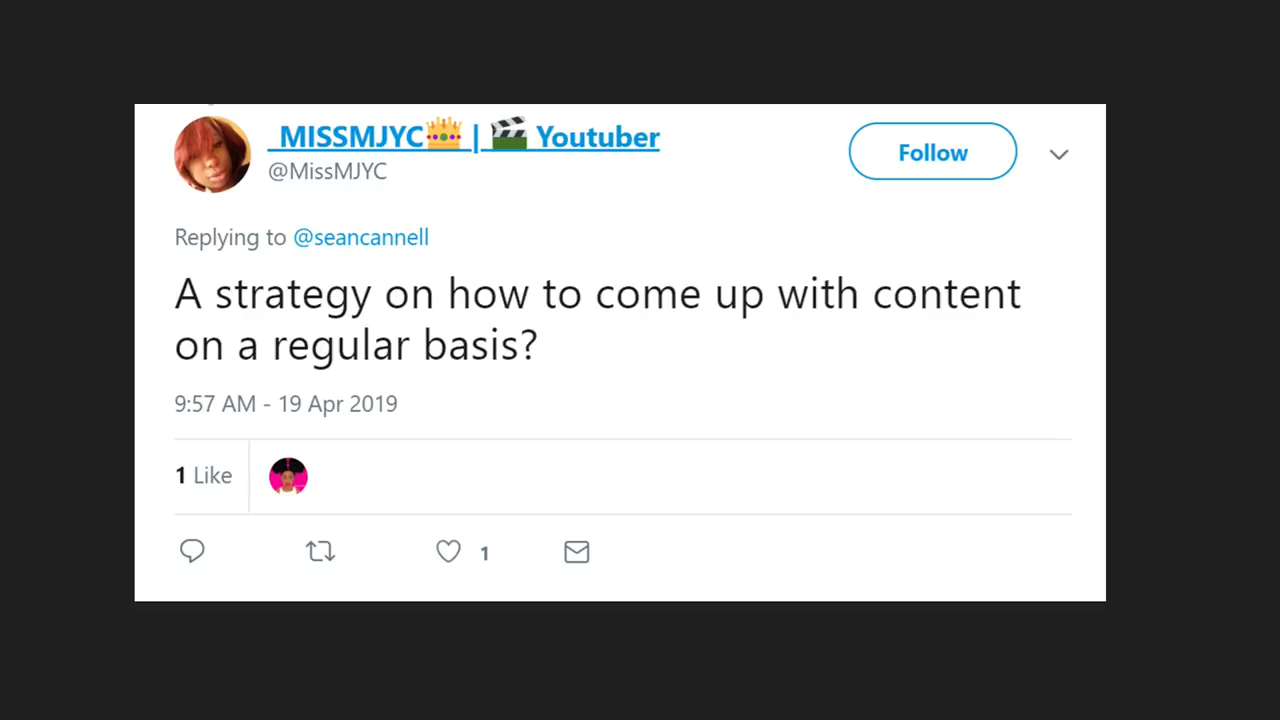 _MISSMJYC👑 | 🎬 Youtuber
Follow
@MissMJYC
Replying to @seancannell
A strategy on how to come up with content
on a regular basis?
9:57 AM - 19 Apr 2019
1 Like
1